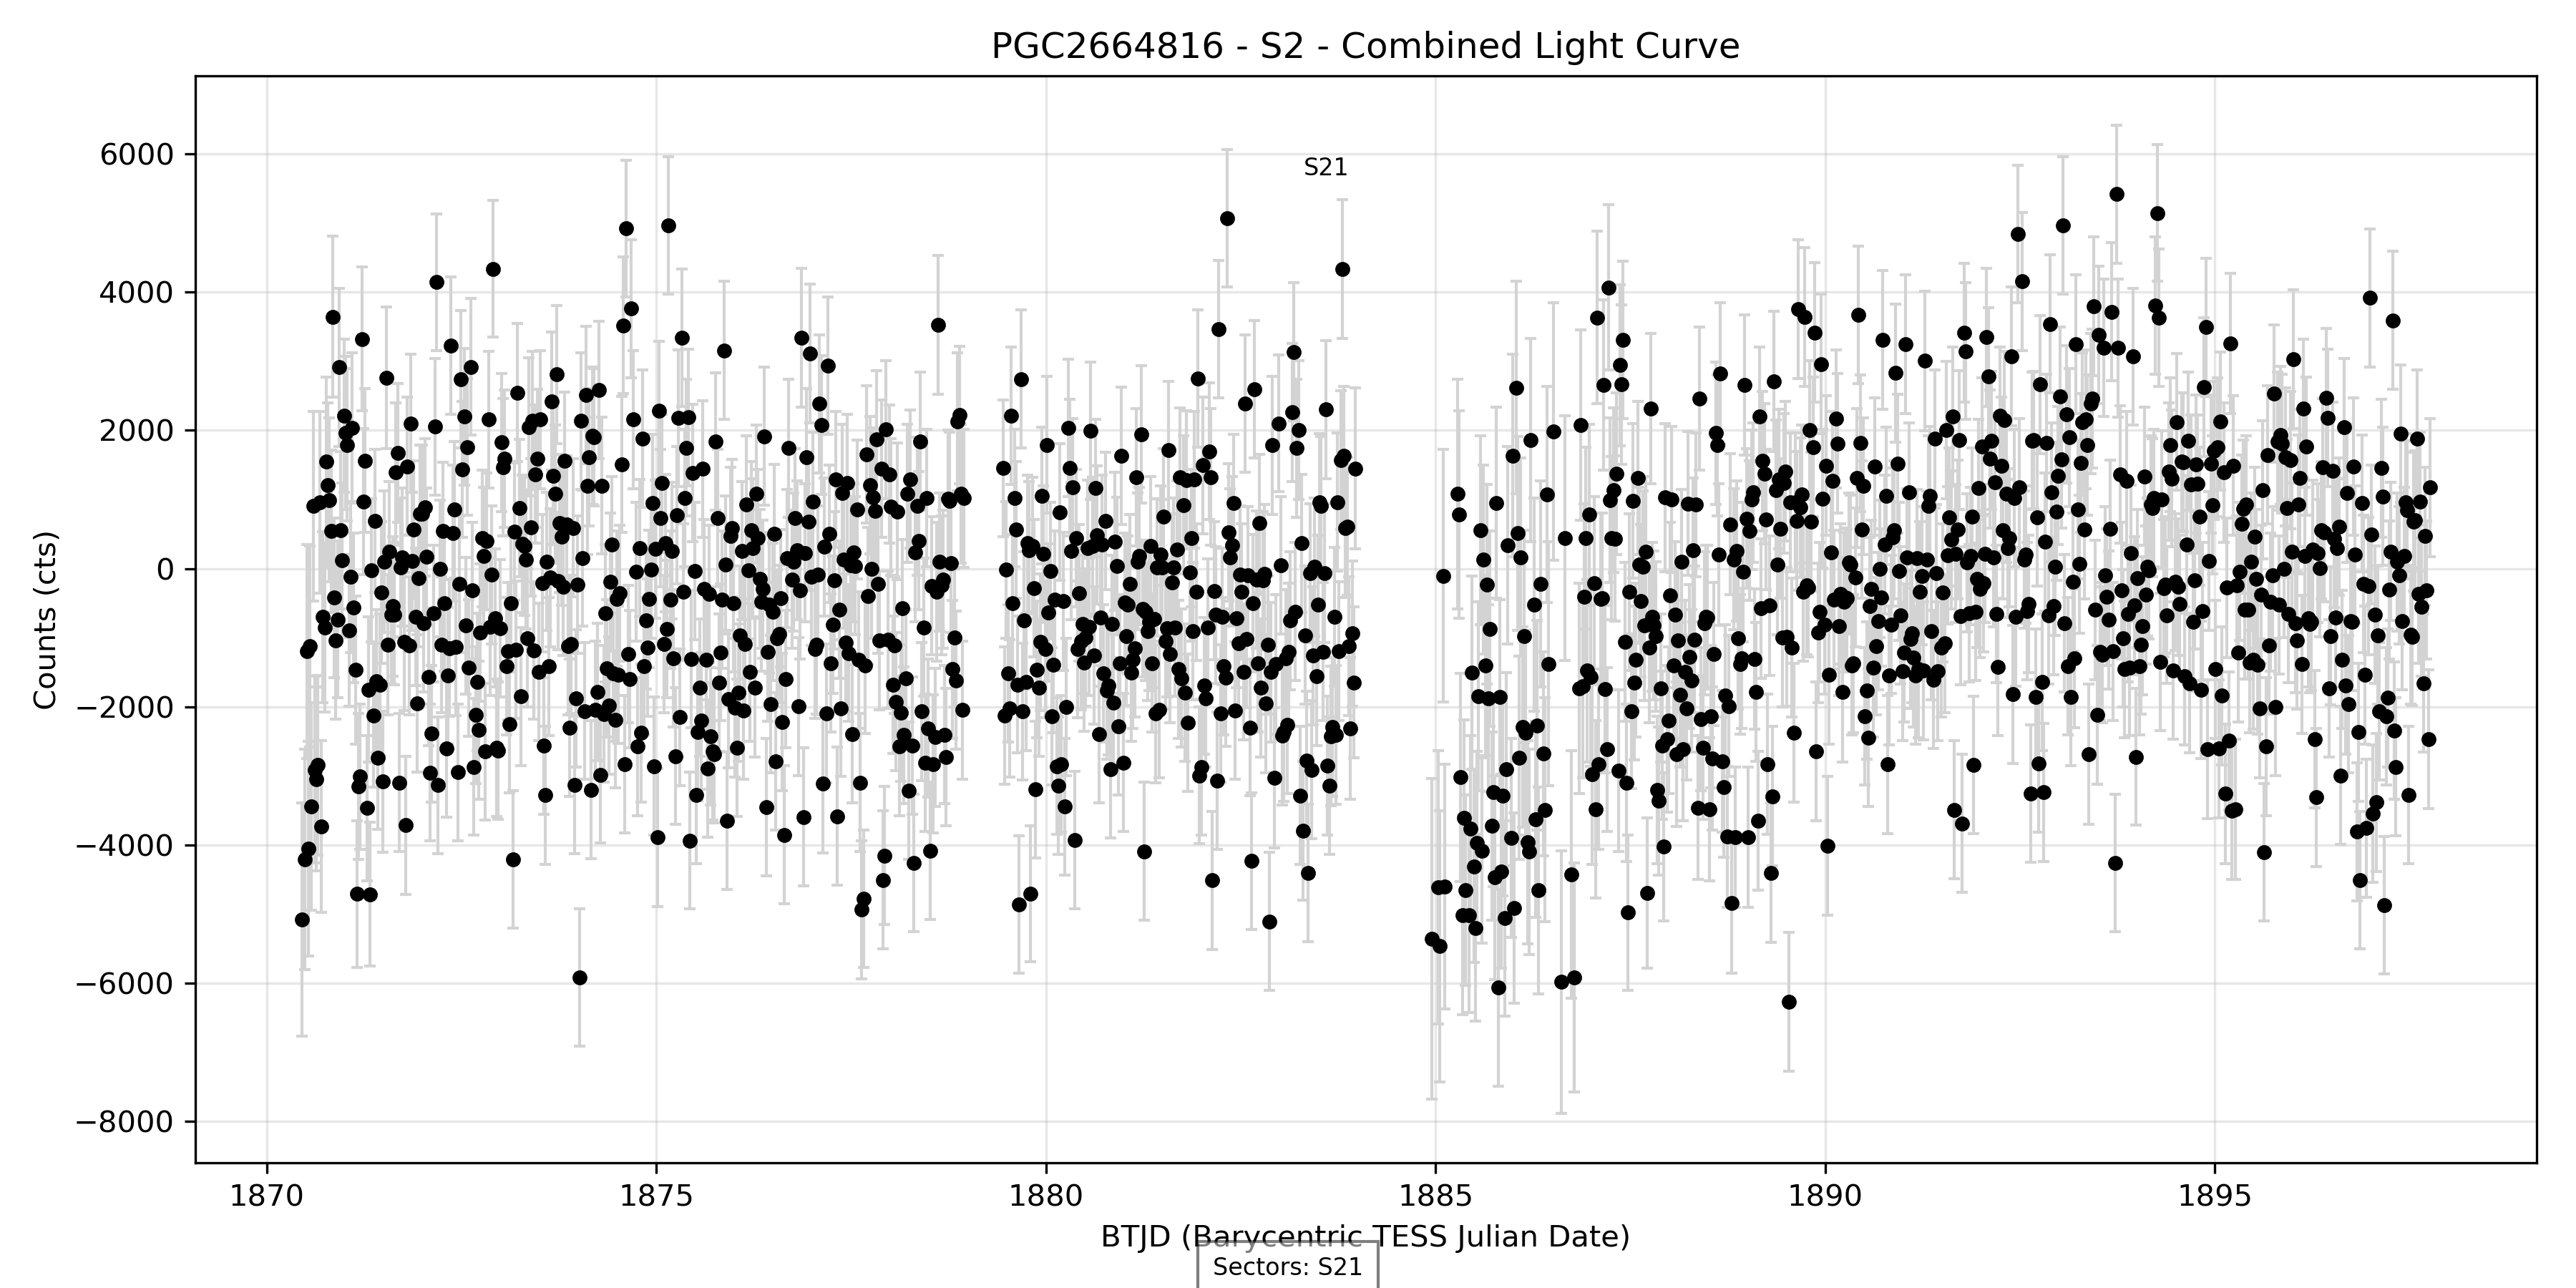 PGC2664816 - S2 - Combined Light Curve
S21
6000
4000
2000
0
−2000
−4000
−6000
−8000
Counts (cts)
1870 1875 1880 1885 1890 1895
BTJD (Barycentric TESS Julian Date)
Sectors: S21